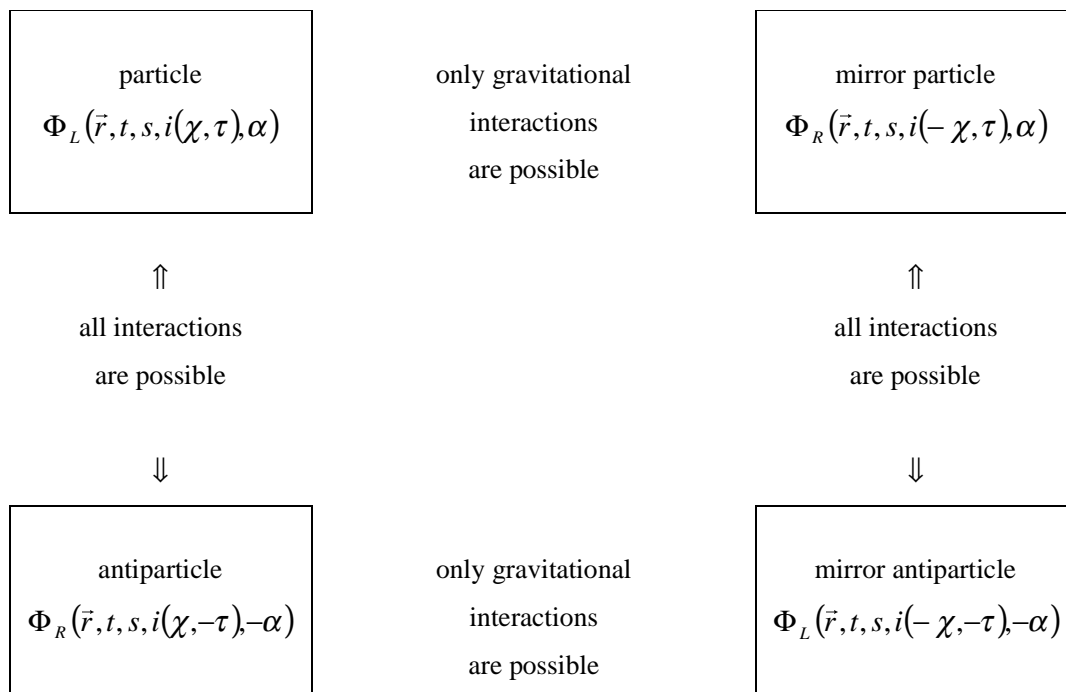 particle
Φ_L(r⃗, t, s, i(χ, τ), α)
only gravitational
interactions
are possible
mirror particle
Φ_R(r⃗, t, s, i(− χ, τ), α)
⇑
all interactions
are possible
⇓
⇑
all interactions
are possible
⇓
antiparticle
Φ_R(r⃗, t, s, i(χ, −τ), −α)
only gravitational
interactions
are possible
mirror antiparticle
Φ_L(r⃗, t, s, i(− χ, −τ), −α)